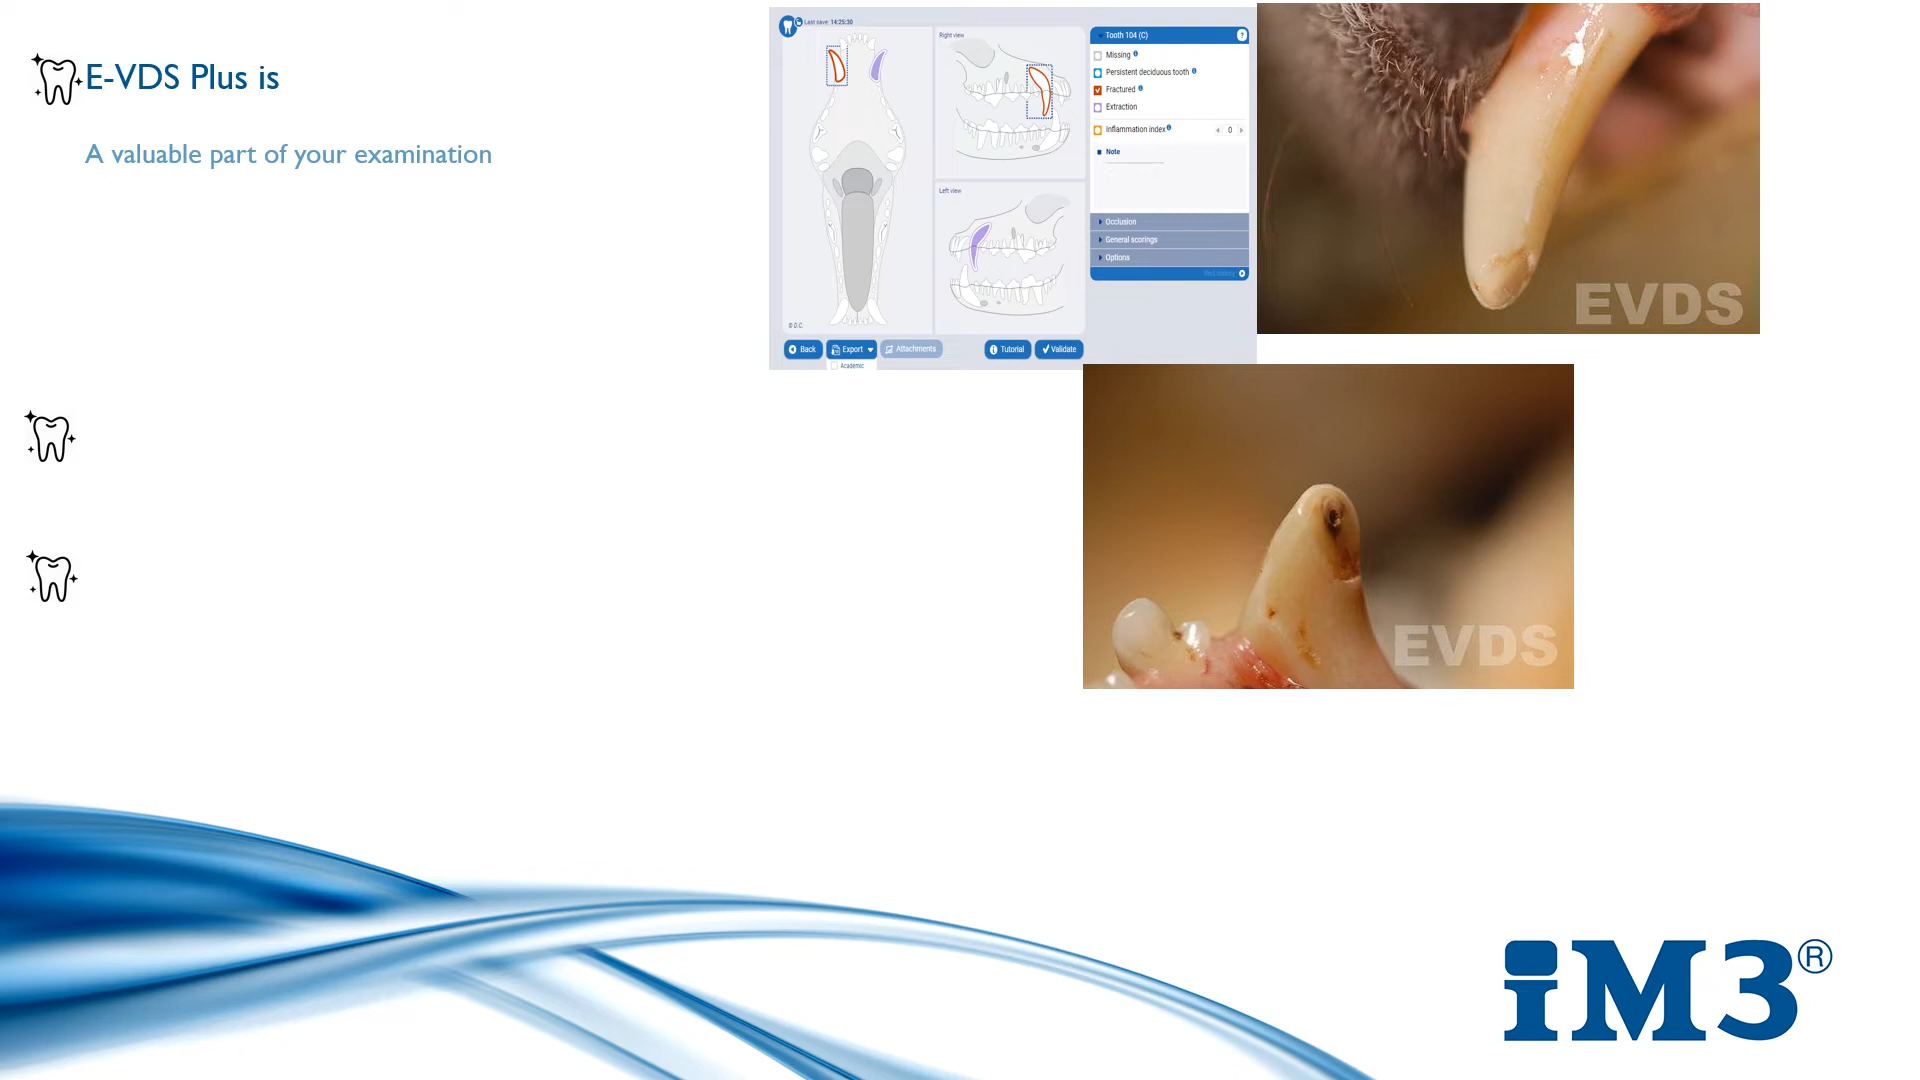 E-VDS Plus is
A valuable part of your examination
Last save: 14:25:30
Right view
Left view
© D.C.
Tooth 104 (C)
?
Missing
Persistent deciduous tooth
Fractured
Extraction
Inflammation index
0
Note
Occlusion
General scorings
Options
Back
Export
Attachments
Tutorial
Validate
Academic
EVDS
EVDS
iM3®